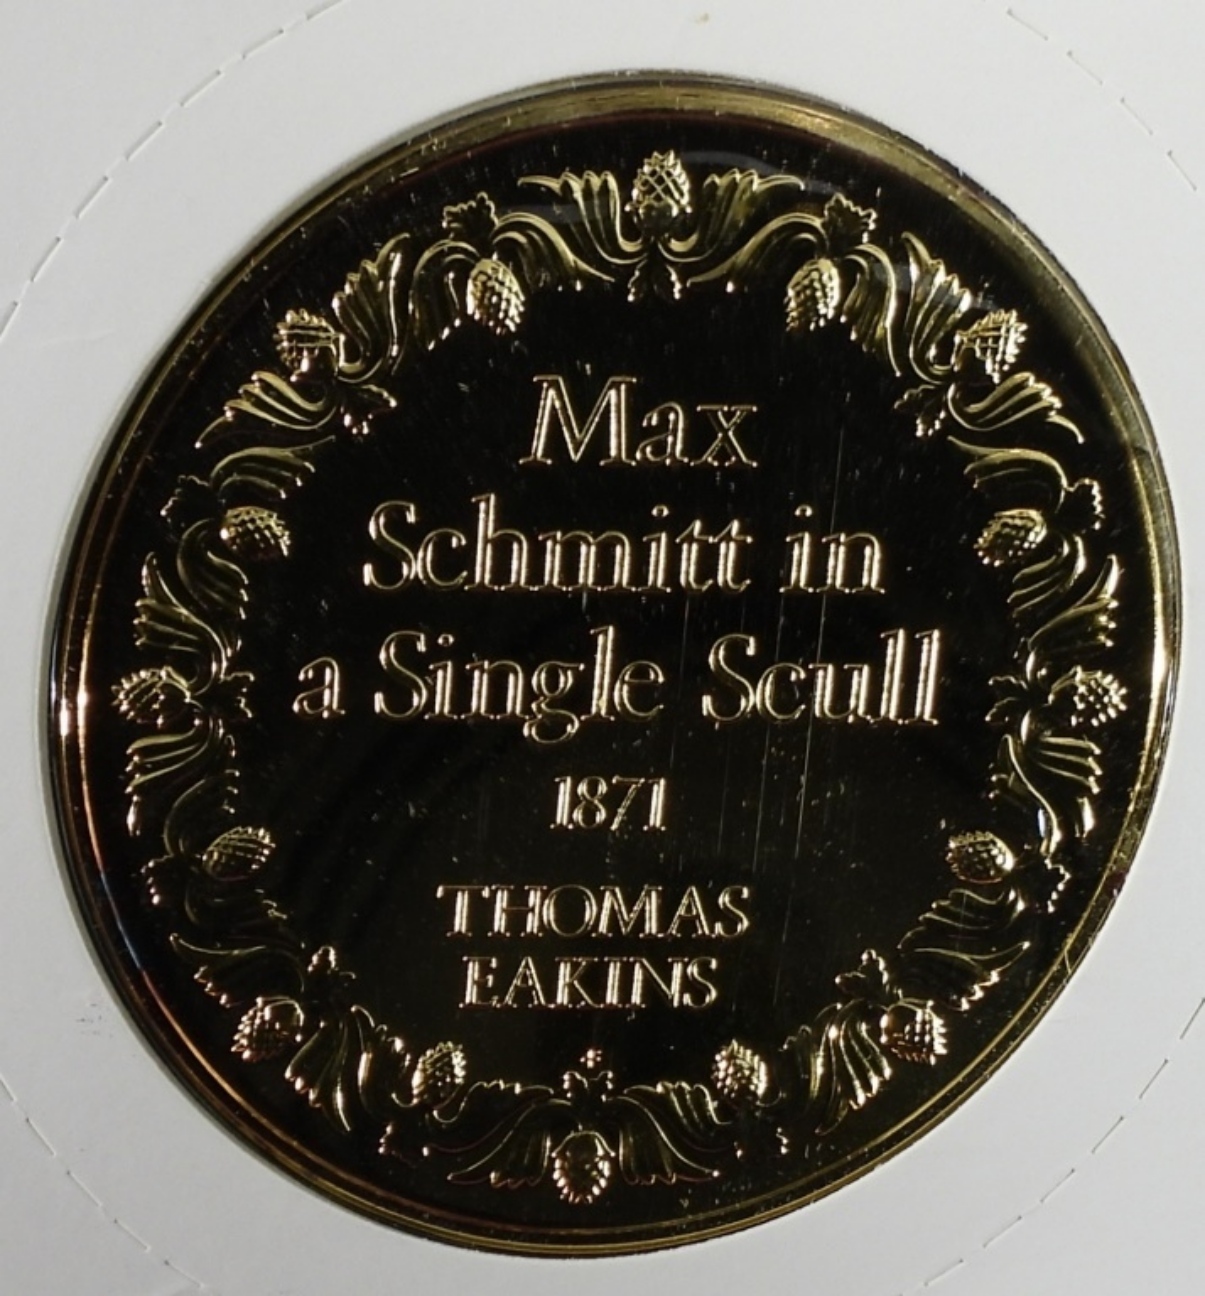 Max
Schmitt in
a Single Scull
1871
THOMAS
EAKINS